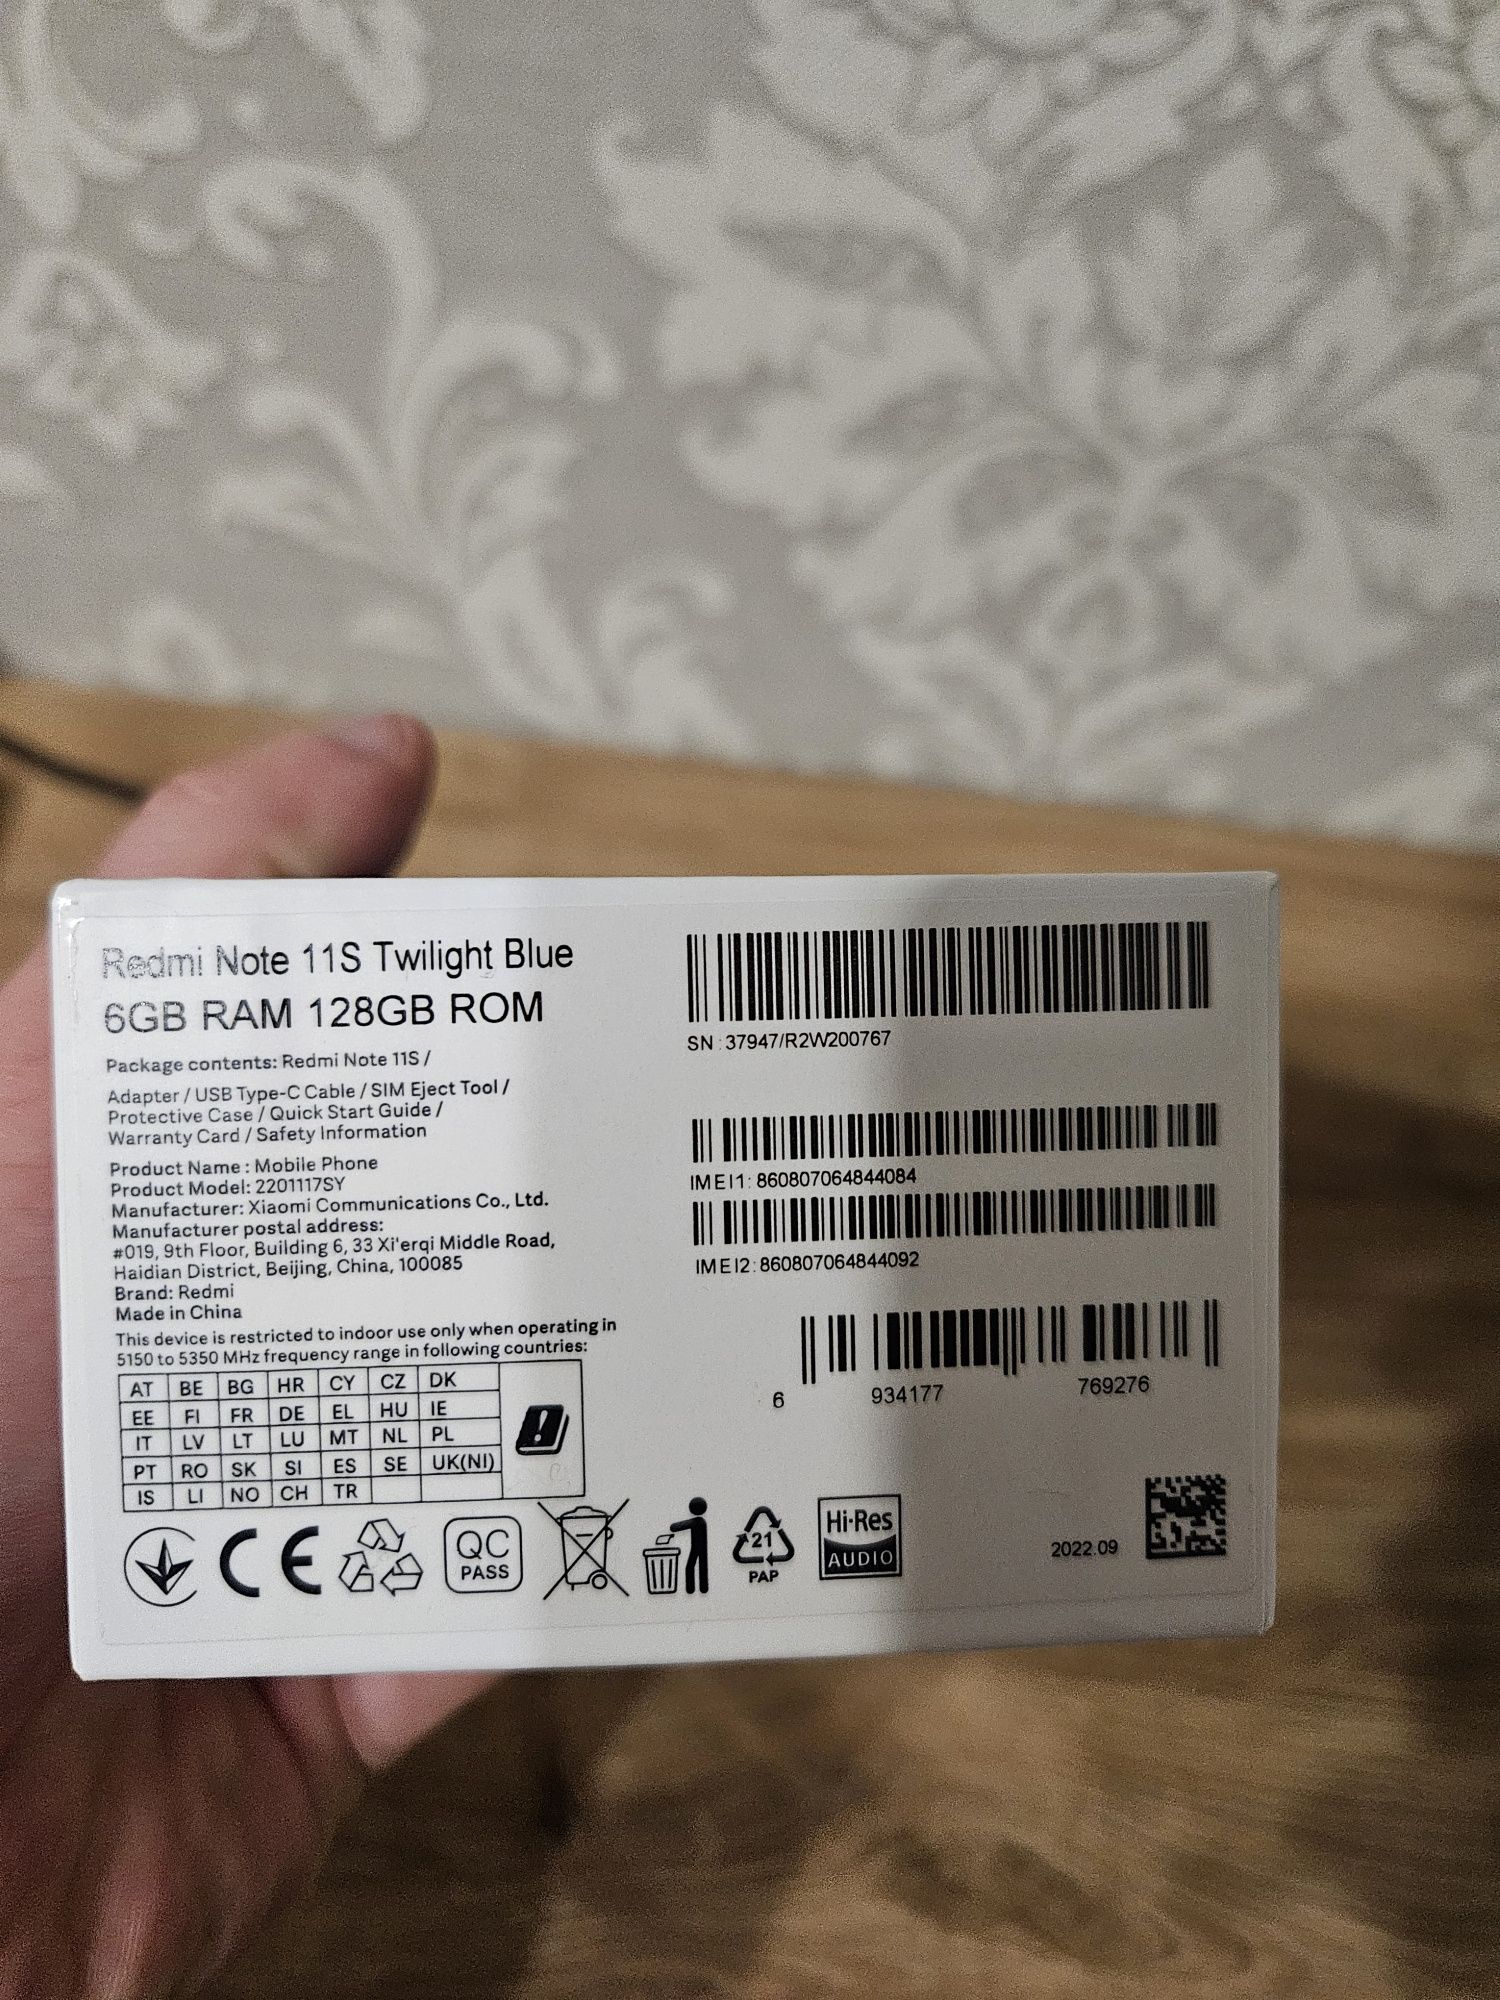 Redmi Note 11S Twilight Blue
6GB RAM 128GB ROM
Package contents: Redmi Note 11S /
Adapter / USB Type-C Cable / SIM Eject Tool /
Protective Case / Quick Start Guide /
Warranty Card / Safety Information
Product Name : Mobile Phone
Product Model: 2201117SY
Manufacturer: Xiaomi Communications Co., Ltd.
Manufacturer postal address:
#019, 9th Floor, Building 6, 33 Xi'erqi Middle Road,
Haidian District, Beijing, China, 100085
Brand: Redmi
Made in China
This device is restricted to indoor use only when operating in
5150 to 5350 MHz frequency range in following countries:
AT BE BG HR CY CZ DK
EE FI FR DE EL HU IE
IT LV LT LU MT NL PL
PT RO SK SI ES SE UK(NI)
IS LI NO CH TR
CE
QC
PASS
21
PAP
Hi-Res
AUDIO
SN : 37947/R2W200767
IMEI1: 860807064844084
IMEI2: 860807064844092
6 934177 769276
2022.09